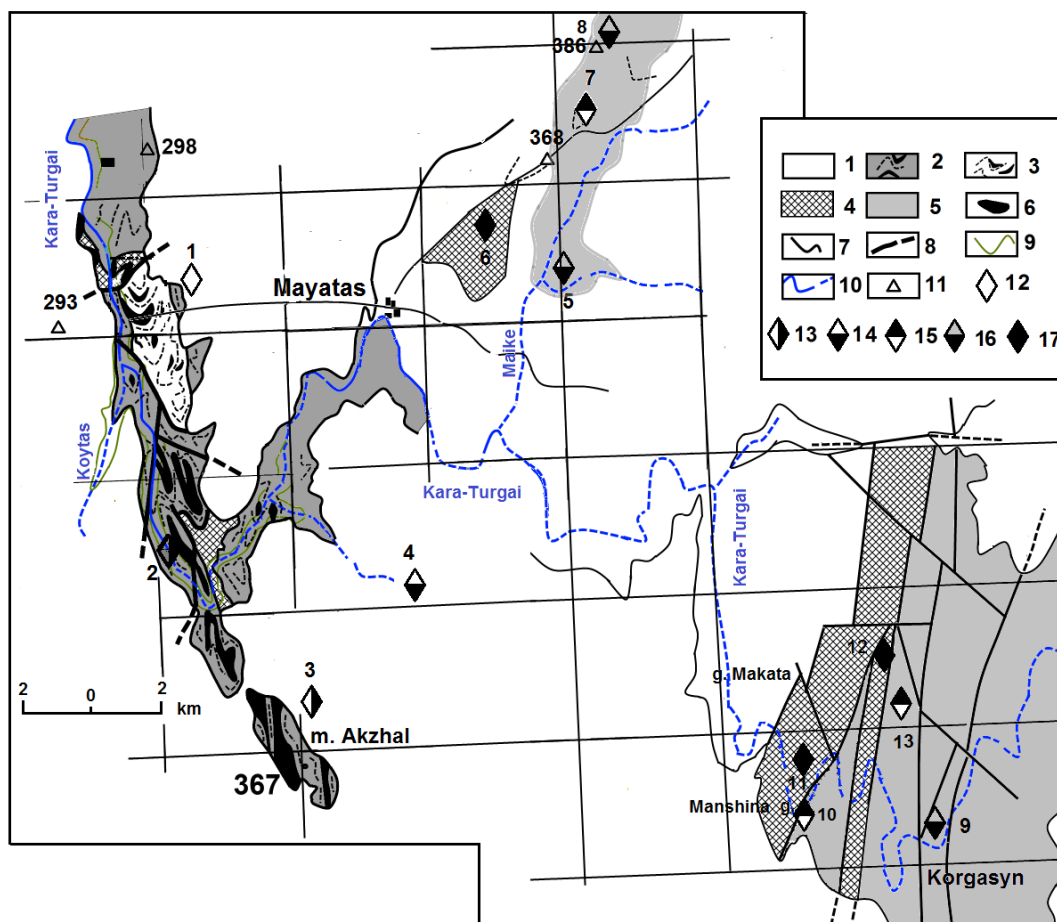 8
386
7
368
298
Kara-Turgai
1
6
293
Mayatas
5
Maike
Koytas
Kara-Turgai
Kara-Turgai
4
2
12
3
g. Makata
2 0 2
km
m. Akzhal
13
367
11
Manshina g
10
9
Korgasyn
1 2 3
4 5 6
7 8 9
10 11 12
13 14 15 16 17